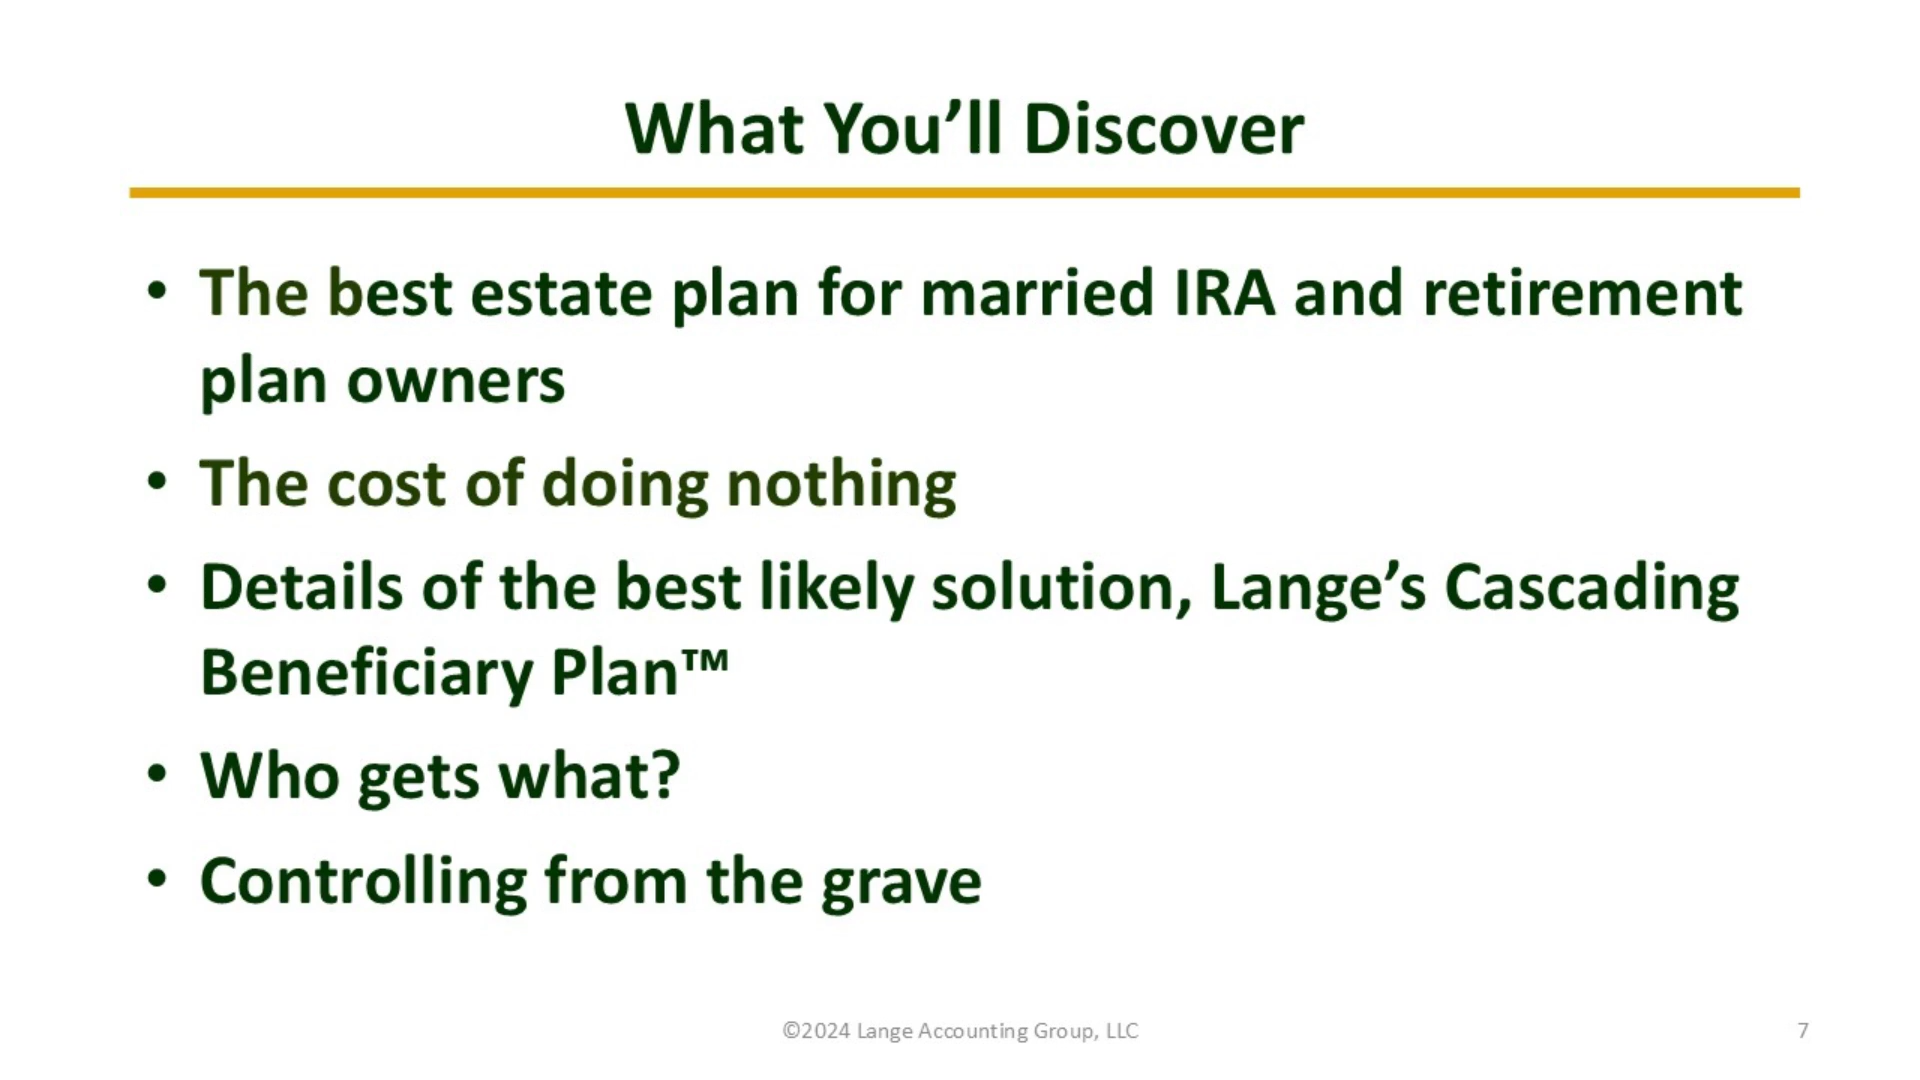 What You’ll Discover
• The best estate plan for married IRA and retirement
plan owners
• The cost of doing nothing
• Details of the best likely solution, Lange’s Cascading
Beneficiary Plan™
• Who gets what?
• Controlling from the grave
©2024 Lange Accounting Group, LLC
7